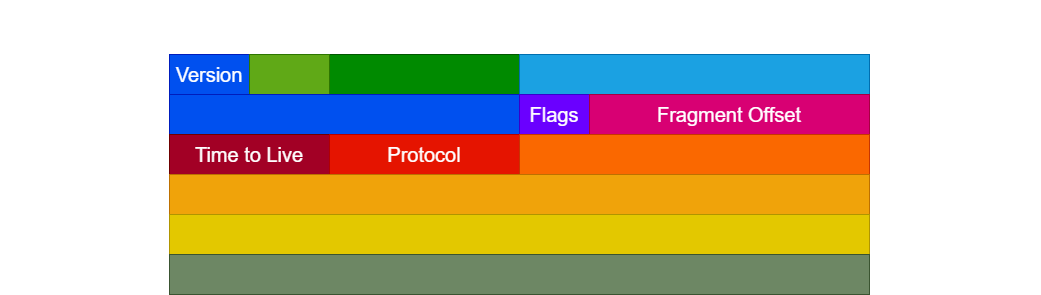 Version
Flags
Fragment Offset
Time to Live
Protocol